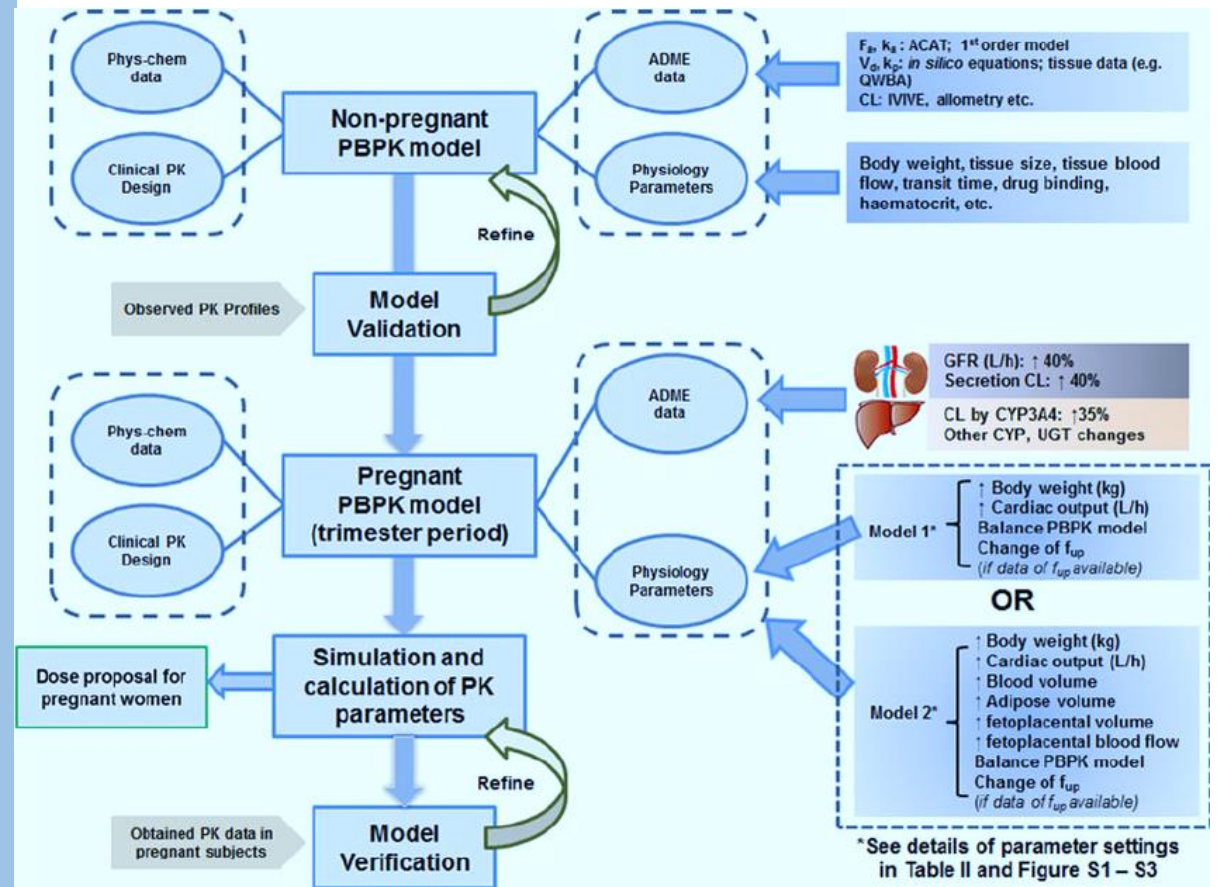 Phys-chem
data
Clinical PK
Design
Non-pregnant
PBPK model
ADME
data
Physiology
Parameters
Fa, ka : ACAT; 1st order model
Vd, kp: in silico equations; tissue data (e.g.
QWBA)
CL: IVIVE, allometry etc.
Body weight, tissue size, tissue blood
flow, transit time, drug binding,
haematocrit, etc.
Refine
Observed PK Profiles
Model
Validation
Phys-chem
data
Clinical PK
Design
Pregnant
PBPK model
(trimester period)
ADME
data
Physiology
Parameters
GFR (L/h): ↑ 40%
Secretion CL: ↑ 40%
CL by CYP3A4: ↑35%
Other CYP, UGT changes
Model 1*
↑ Body weight (kg)
↑ Cardiac output (L/h)
Balance PBPK model
Change of fup
(if data of fup available)
OR
Model 2*
↑ Body weight (kg)
↑ Cardiac output (L/h)
↑ Blood volume
↑ Adipose volume
↑ fetoplacental volume
↑ fetoplacental blood flow
Balance PBPK model
Change of fup
(if data of fup available)
*See details of parameter settings
in Table II and Figure S1 – S3
Dose proposal for
pregnant women
Simulation and
calculation of PK
parameters
Refine
Obtained PK data in
pregnant subjects
Model
Verification